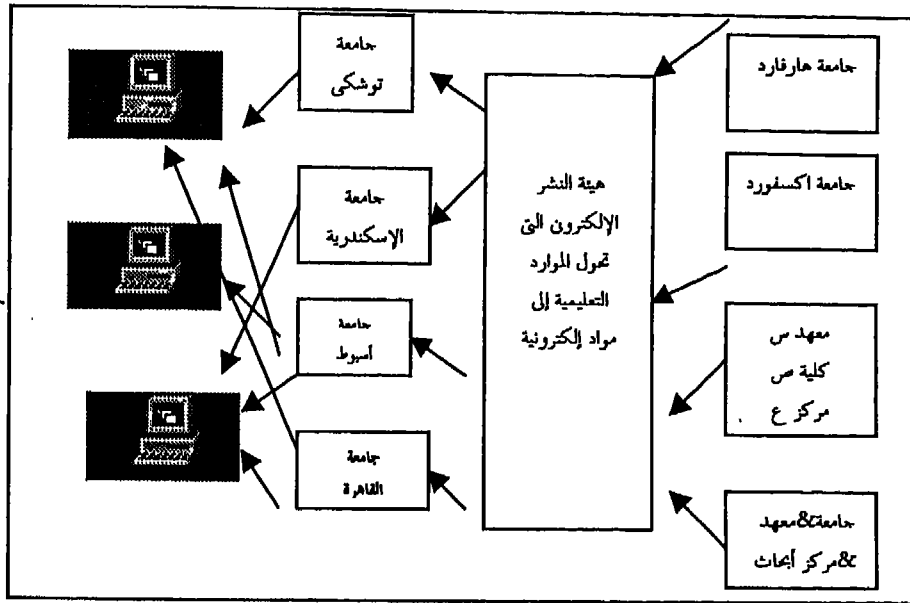 جامعة هارفارد
جامعة اكسفورد
معهد س
كلية ص
مركز ع
جامعة&معهد
&مركز أبحاث
هيئة النشر
الإلكترون التى
تحول الموارد
التعليمية إلى
مواد إلكترونية
جامعة
توشكى
جامعة
الإسكندرية
جامعة
أسيوط
جامعة
القاهرة